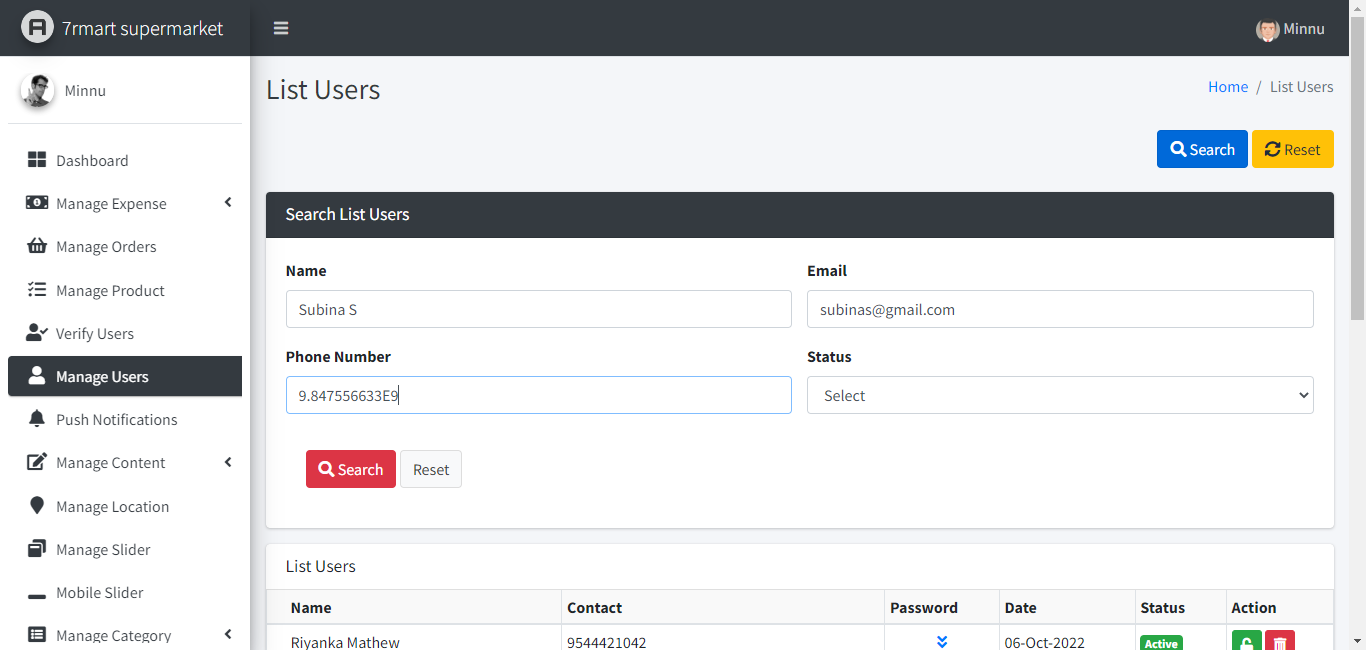 7rmart supermarket
Minnu
Minnu
List Users
Home / List Users
Dashboard
Search
Reset
Manage Expense
Search List Users
Manage Orders
Name
Email
Manage Product
Subina S
subinas@gmail.com
Verify Users
Phone Number
Status
Manage Users
9.847556633E9
Select
Push Notifications
Manage Content
Search
Reset
Manage Location
Manage Slider
List Users
Mobile Slider
Name Contact Password Date Status Action
Manage Category
Riyanka Mathew 9544421042 06-Oct-2022 Active